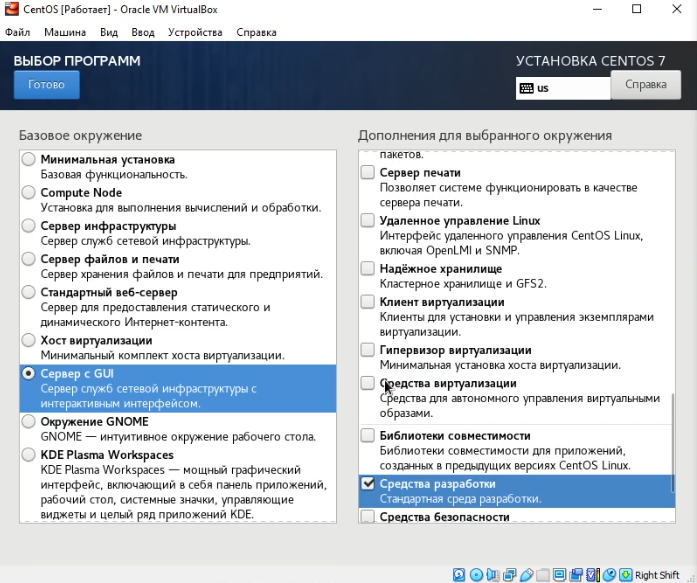 CentOS [Работает] - Oracle VM VirtualBox
Файл Машина Вид Ввод Устройства Справка
ВЫБОР ПРОГРАММ
Готово
УСТАНОВКА CENTOS 7
us
Справка
Базовое окружение
Минимальная установка
Базовая функциональность.
Compute Node
Установка для выполнения вычислений и обработки.
Сервер инфраструктуры
Сервер служб сетевой инфраструктуры.
Сервер файлов и печати
Сервер хранения файлов и печати для предприятий.
Стандартный веб-сервер
Сервер для предоставления статического и
динамического Интернет-контента.
Хост виртуализации
Минимальный комплект хоста виртуализации.
Сервер с GUI
Сервер служб сетевой инфраструктуры с
интерактивным интерфейсом.
Окружение GNOME
GNOME — интуитивное окружение рабочего стола.
KDE Plasma Workspaces
KDE Plasma Workspaces — мощный графический
интерфейс, включающий в себя панель приложений,
рабочий стол, системные значки, управляющие
виджеты и целый ряд приложений KDE.
Дополнения для выбранного окружения
пакетов.
Сервер печати
Позволяет системе функционировать в качестве
сервера печати.
Удаленное управление Linux
Интерфейс удаленного управления CentOS Linux,
включая OpenLMI и SNMP.
Надёжное хранилище
Кластерное хранилище и GFS2.
Клиент виртуализации
Клиенты для установки и управления экземплярами
виртуализации.
Гипервизор виртуализации
Минимальная установка хоста виртуализации.
Средства виртуализации
Средства для автономного управления виртуальными
образами.
Библиотеки совместимости
Библиотеки совместимости для приложений,
созданных в предыдущих версиях CentOS Linux.
Средства разработки
Стандартная среда разработки.
Средства безопасности
Right Shift